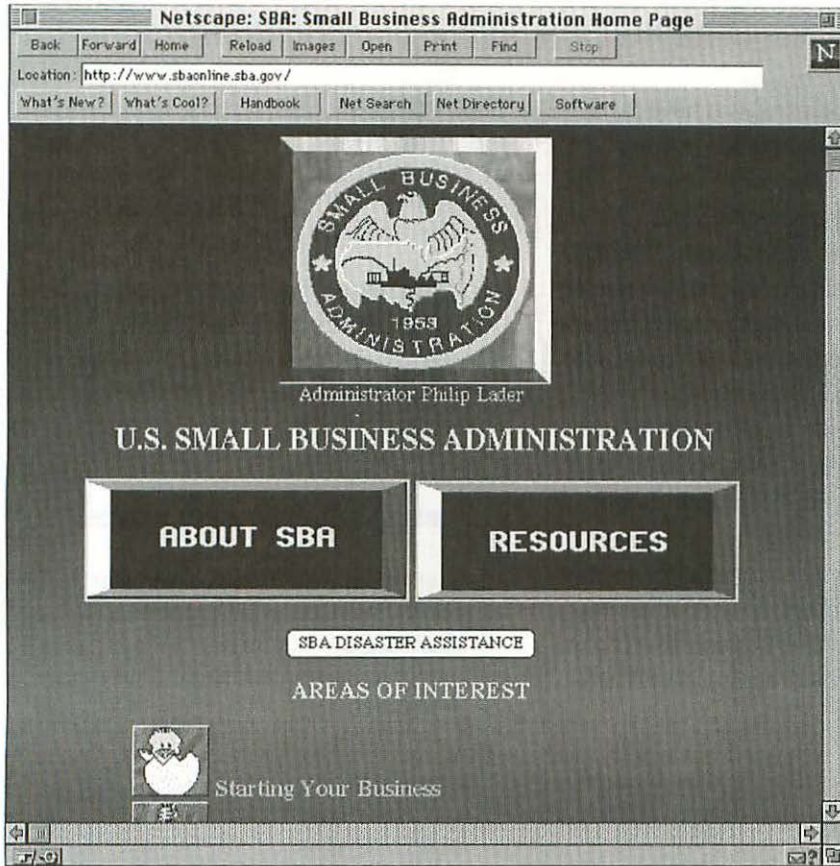 Netscape: SBA: Small Business Administration Home Page
Back Forward Home Reload Images Open Print Find Stop
N
Location: http://www.sbaonline.sba.gov/
What's New? What's Cool? Handbook Net Search Net Directory Software
SMALL BUSINESS
1953
ADMINISTRATION
Administrator Philip Lader
U.S. SMALL BUSINESS ADMINISTRATION
ABOUT SBA
RESOURCES
SBA DISASTER ASSISTANCE
AREAS OF INTEREST
Starting Your Business
?